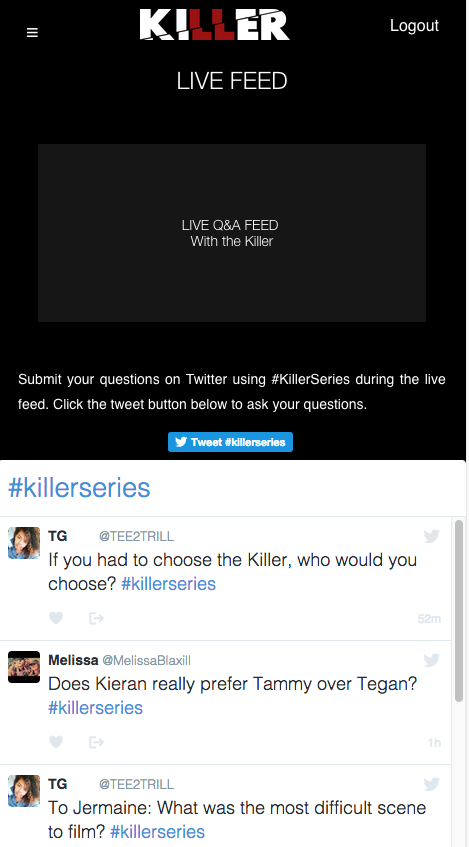 KILLER
Logout
LIVE FEED
LIVE Q&A FEED
With the Killer
Submit your questions on Twitter using #KillerSeries during the live
feed. Click the tweet button below to ask your questions.
Tweet #killerseries
#killerseries
TG @TEE2TRILL
If you had to choose the Killer, who would you
choose? #killerseries
52m
Melissa @MelissaBlaxill
Does Kieran really prefer Tammy over Tegan?
#killerseries
1h
TG @TEE2TRILL
To Jermaine: What was the most difficult scene
to film? #killerseries